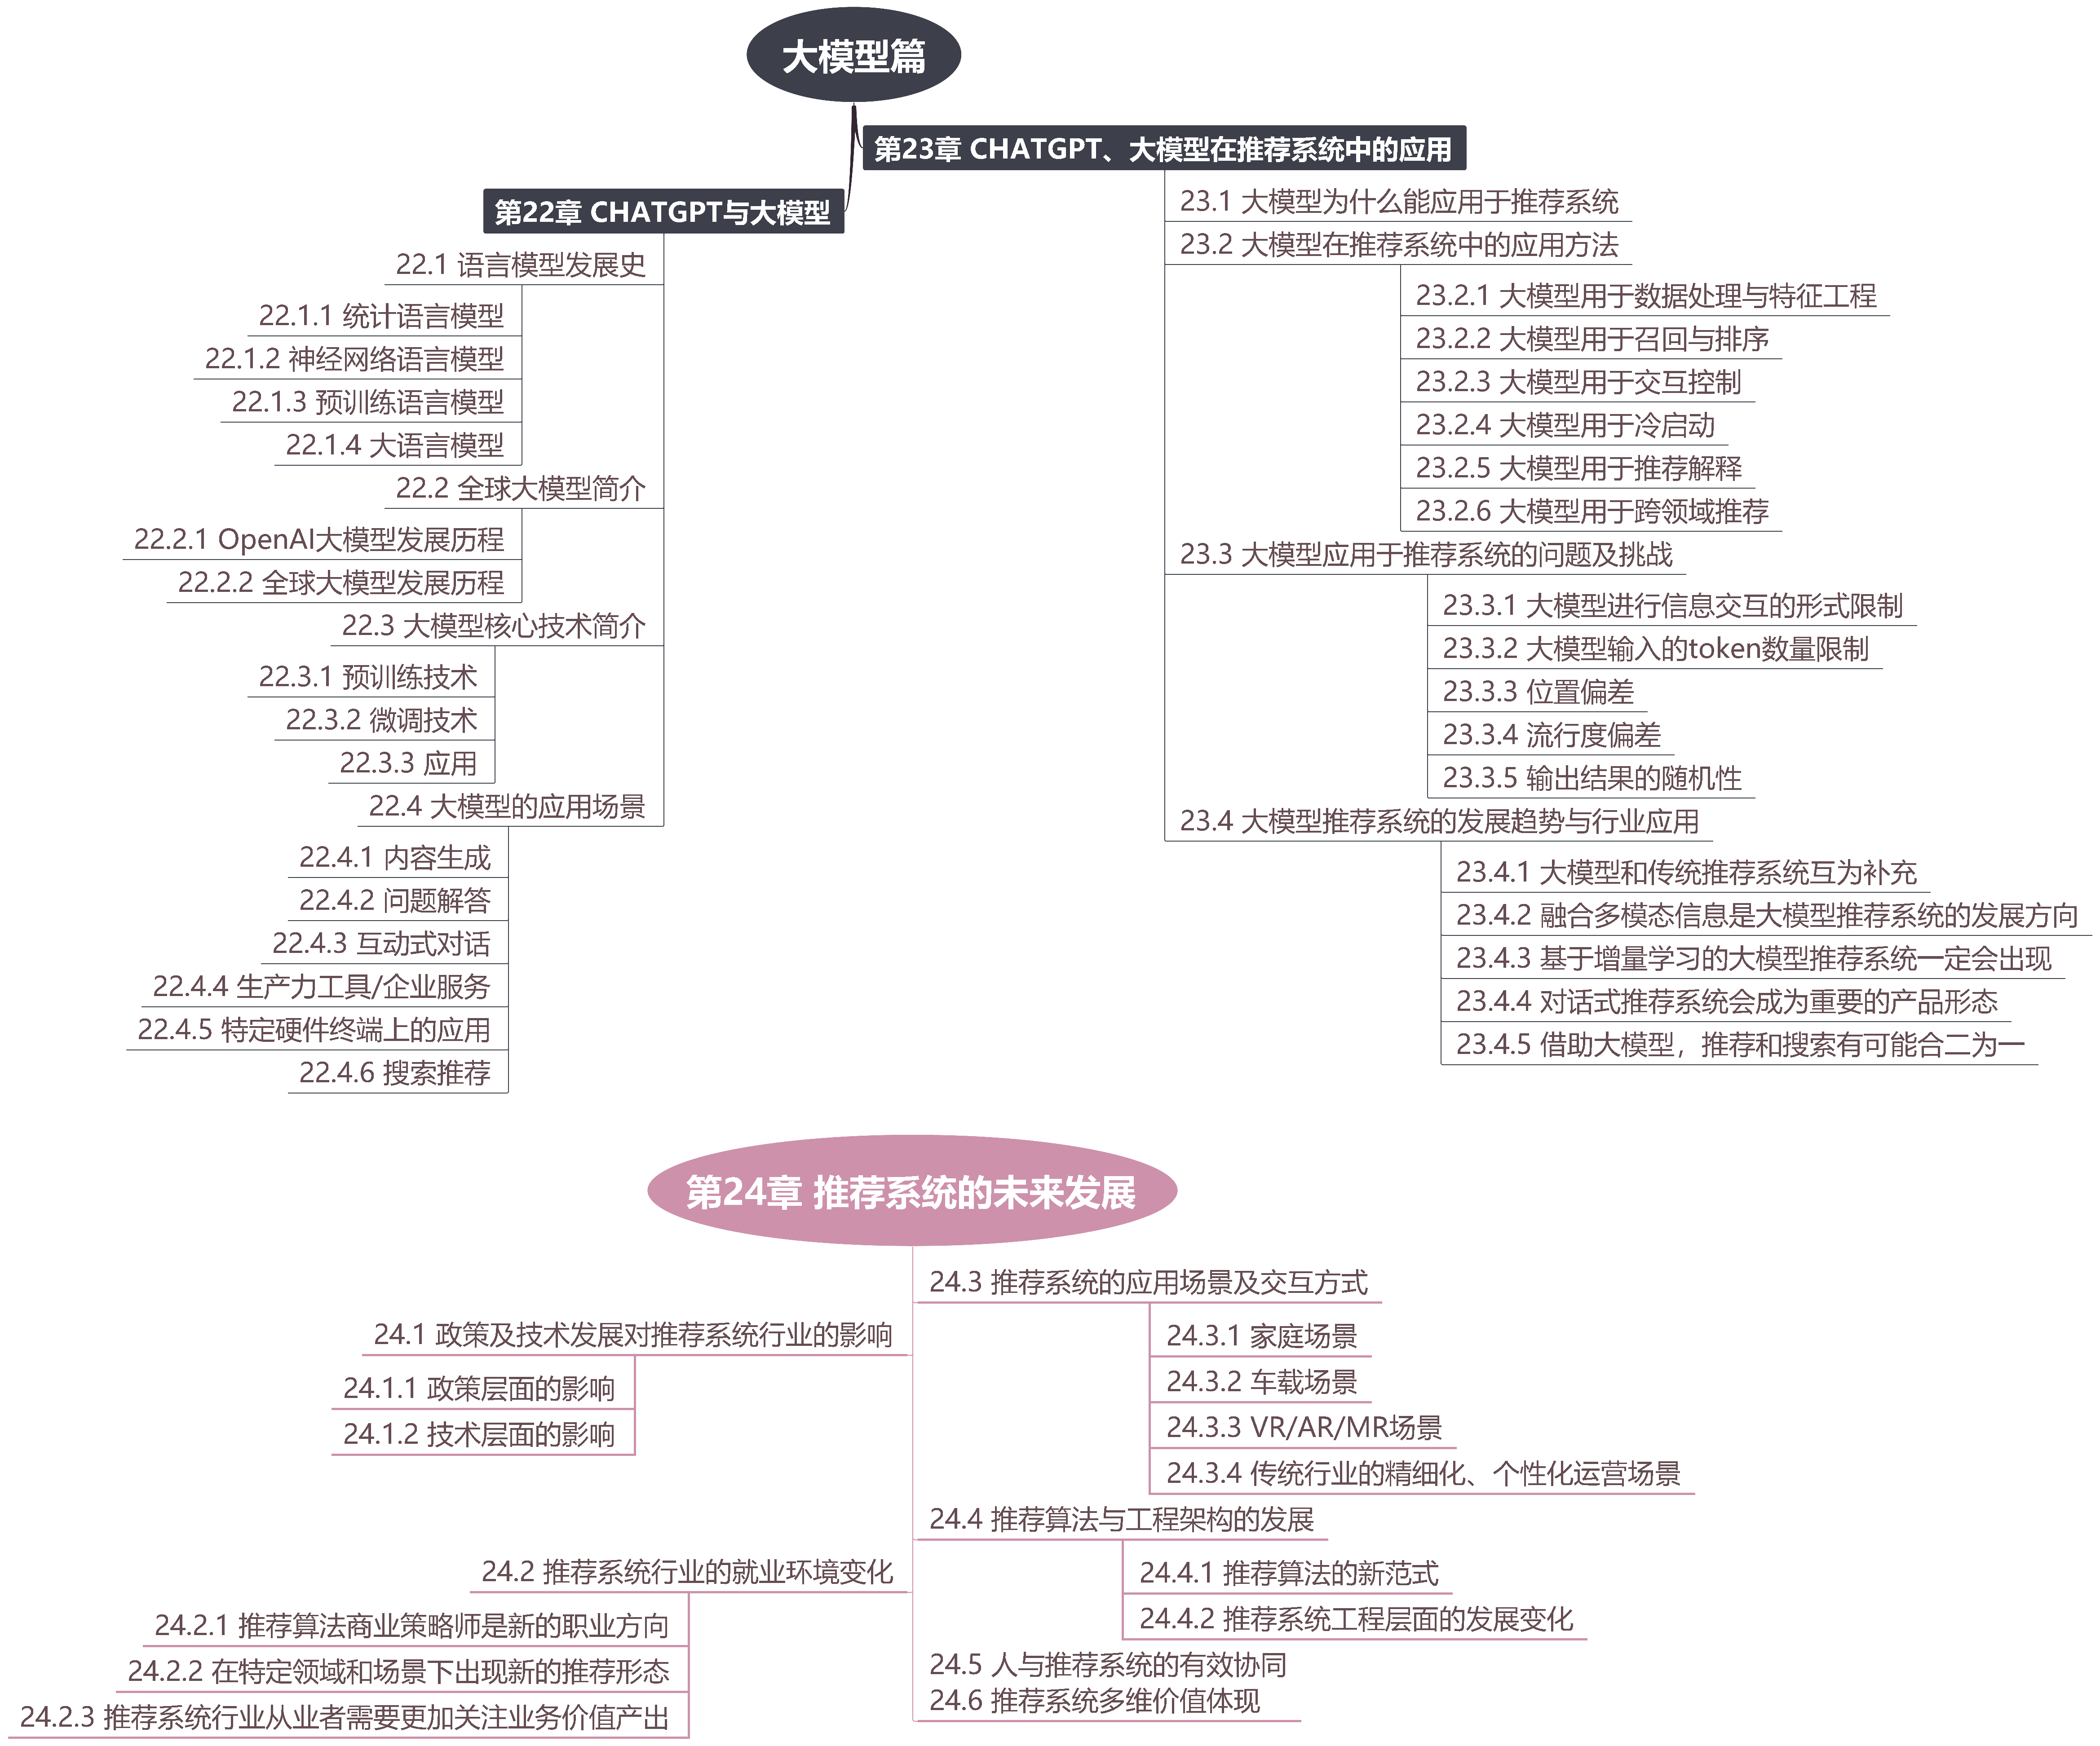 大模型篇
第22章 CHATGPT与大模型
22.1 语言模型发展史
22.1.1 统计语言模型
22.1.2 神经网络语言模型
22.1.3 预训练语言模型
22.1.4 大语言模型
22.2 全球大模型简介
22.2.1 OpenAI大模型发展历程
22.2.2 全球大模型发展历程
22.3 大模型核心技术简介
22.3.1 预训练技术
22.3.2 微调技术
22.3.3 应用
22.4 大模型的应用场景
22.4.1 内容生成
22.4.2 问题解答
22.4.3 互动式对话
22.4.4 生产力工具/企业服务
22.4.5 特定硬件终端上的应用
22.4.6 搜索推荐
第23章 CHATGPT、大模型在推荐系统中的应用
23.1 大模型为什么能应用于推荐系统
23.2 大模型在推荐系统中的应用方法
23.2.1 大模型用于数据处理与特征工程
23.2.2 大模型用于召回与排序
23.2.3 大模型用于交互控制
23.2.4 大模型用于冷启动
23.2.5 大模型用于推荐解释
23.2.6 大模型用于跨领域推荐
23.3 大模型应用于推荐系统的问题及挑战
23.3.1 大模型进行信息交互的形式限制
23.3.2 大模型输入的token数量限制
23.3.3 位置偏差
23.3.4 流行度偏差
23.3.5 输出结果的随机性
23.4 大模型推荐系统的发展趋势与行业应用
23.4.1 大模型和传统推荐系统互为补充
23.4.2 融合多模态信息是大模型推荐系统的发展方向
23.4.3 基于增量学习的大模型推荐系统一定会出现
23.4.4 对话式推荐系统会成为重要的产品形态
23.4.5 借助大模型，推荐和搜索有可能合二为一
第24章 推荐系统的未来发展
24.1 政策及技术发展对推荐系统行业的影响
24.1.1 政策层面的影响
24.1.2 技术层面的影响
24.2 推荐系统行业的就业环境变化
24.2.1 推荐算法商业策略师是新的职业方向
24.2.2 在特定领域和场景下出现新的推荐形态
24.2.3 推荐系统行业从业者需要更加关注业务价值产出
24.3 推荐系统的应用场景及交互方式
24.3.1 家庭场景
24.3.2 车载场景
24.3.3 VR/AR/MR场景
24.3.4 传统行业的精细化、个性化运营场景
24.4 推荐算法与工程架构的发展
24.4.1 推荐算法的新范式
24.4.2 推荐系统工程层面的发展变化
24.5 人与推荐系统的有效协同
24.6 推荐系统多维价值体现